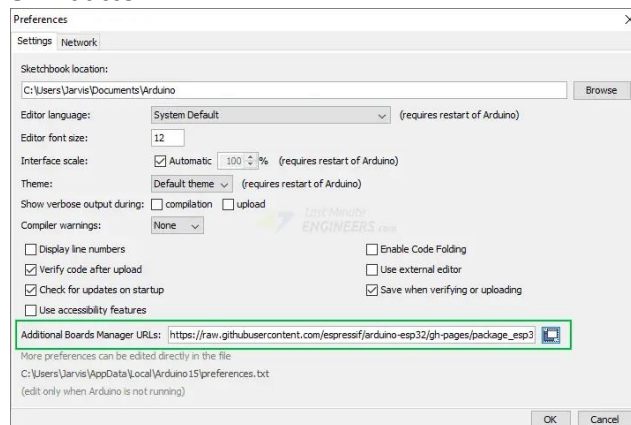 Preferences
Settings Network
Sketchbook location:
C:\Users\Jarvis\Documents\Arduino Browse
Editor language: System Default (requires restart of Arduino)
Editor font size: 12
Interface scale: Automatic 100 % (requires restart of Arduino)
Theme: Default theme (requires restart of Arduino)
Show verbose output during: compilation upload
Last Minute
ENGINEERS.com
Compiler warnings: None
Display line numbers Enable Code Folding
Verify code after upload Use external editor
Check for updates on startup Save when verifying or uploading
Use accessibility features
Additional Boards Manager URLs: https://raw.githubusercontent.com/espressif/arduino-esp32/gh-pages/package_esp3
More preferences can be edited directly in the file
C:\Users\Jarvis\AppData\Local\Arduino15\preferences.txt
(edit only when Arduino is not running)
OK Cancel